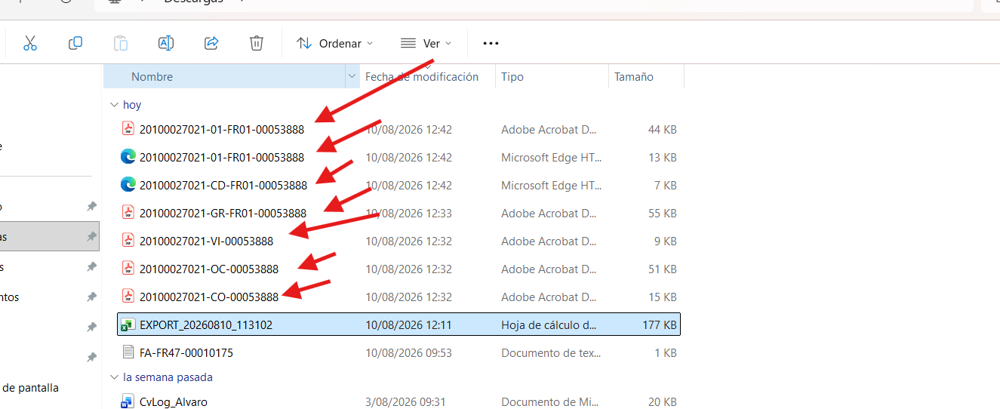 Descargas
Ordenar Ver
Nombre Fecha de modificación Tipo Tamaño
hoy
20100027021-01-FR01-00053888 10/08/2026 12:42 Adobe Acrobat D... 44 KB
20100027021-01-FR01-00053888 10/08/2026 12:42 Microsoft Edge HT... 13 KB
20100027021-CD-FR01-00053888 10/08/2026 12:42 Microsoft Edge HT... 7 KB
20100027021-GR-FR01-00053888 10/08/2026 12:33 Adobe Acrobat D... 55 KB
20100027021-VI-00053888 10/08/2026 12:32 Adobe Acrobat D... 9 KB
20100027021-OC-00053888 10/08/2026 12:32 Adobe Acrobat D... 51 KB
20100027021-CO-00053888 10/08/2026 12:32 Adobe Acrobat D... 15 KB
EXPORT_20260810_113102 10/08/2026 12:11 Hoja de cálculo d... 177 KB
FA-FR47-00010175 10/08/2026 09:53 Documento de tex... 1 KB
la semana pasada
de pantalla
CvLog_Alvaro 3/08/2026 09:31 Documento de Mi... 20 KB